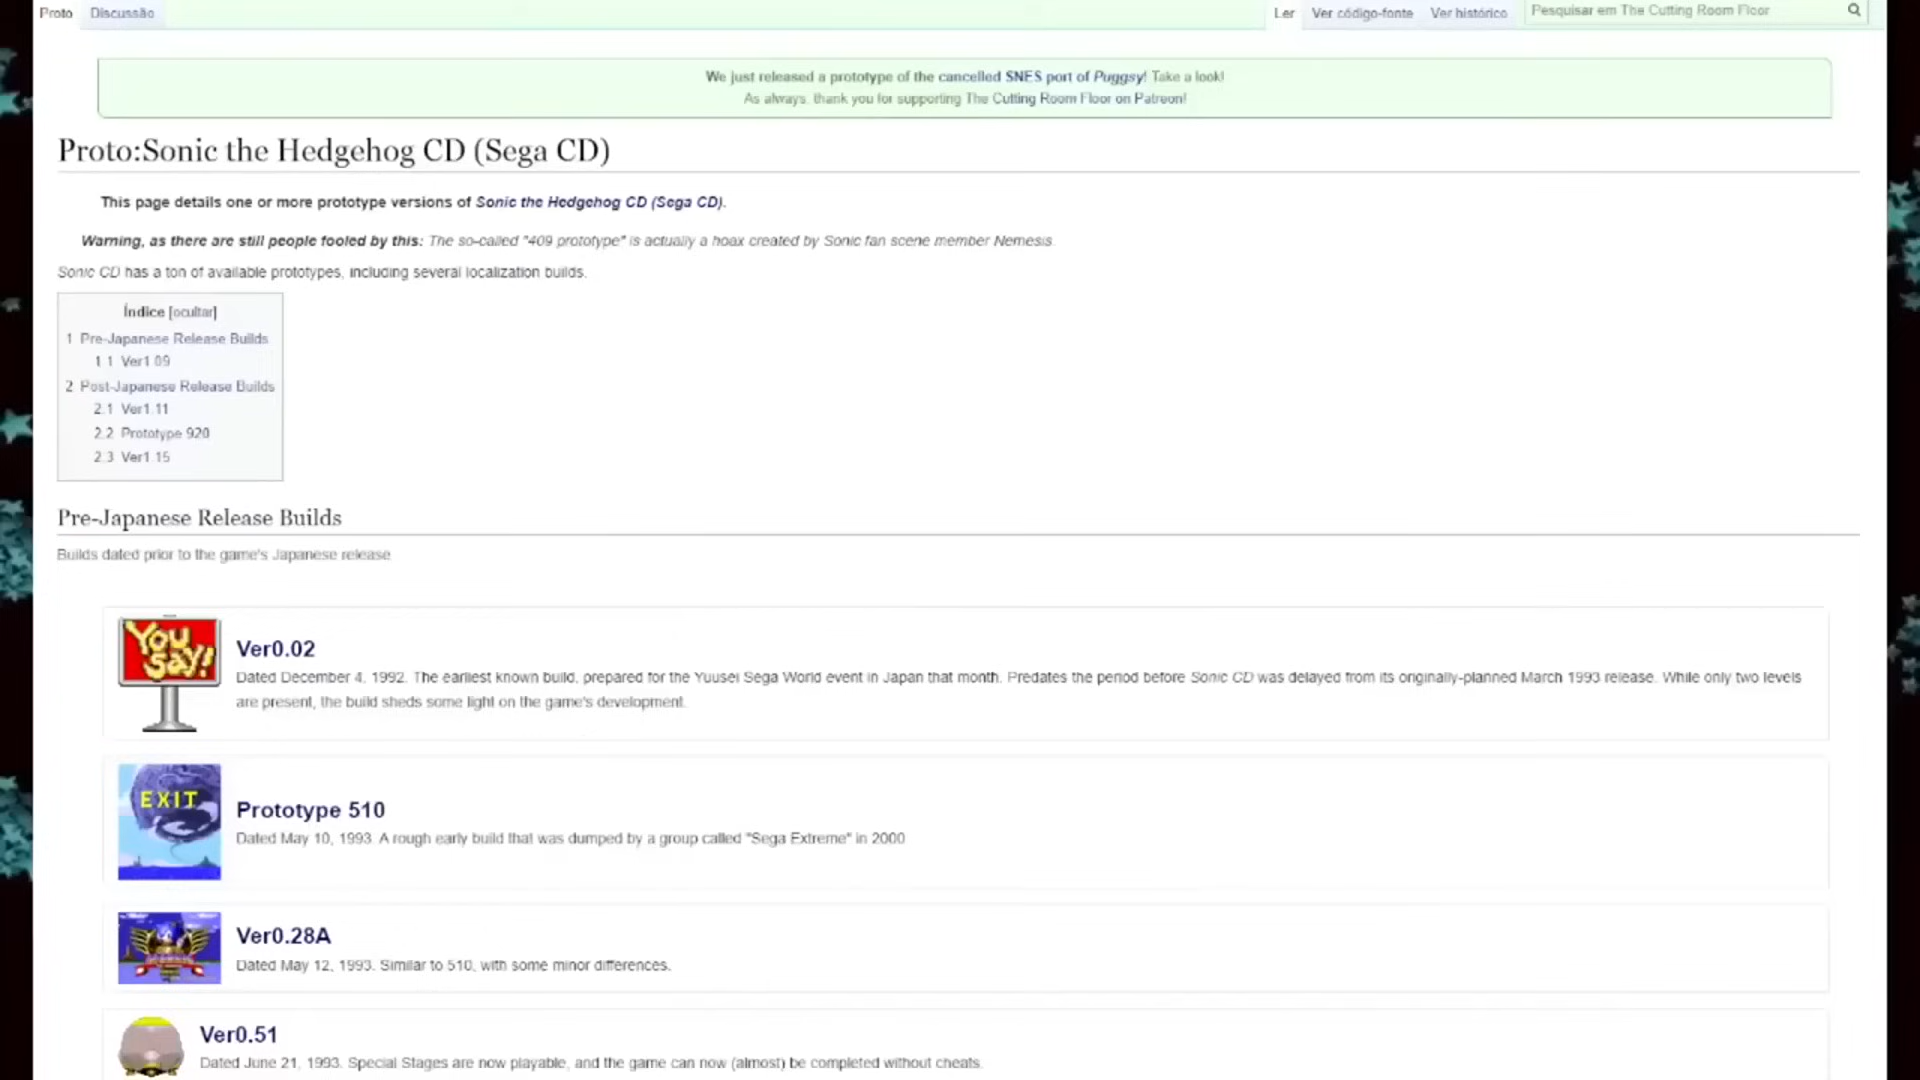 Proto Discussão Ler Ver código-fonte Ver histórico Pesquisar em The Cutting Room Floor
We just released a prototype of the cancelled SNES port of Puggsy! Take a look!
As always, thank you for supporting The Cutting Room Floor on Patreon!
Proto:Sonic the Hedgehog CD (Sega CD)
This page details one or more prototype versions of Sonic the Hedgehog CD (Sega CD).
Warning, as there are still people fooled by this: The so-called "409 prototype" is actually a hoax created by Sonic fan scene member Nemesis.
Sonic CD has a ton of available prototypes, including several localization builds.
Índice [ocultar]
1 Pre-Japanese Release Builds
1.1 Ver1.09
2 Post-Japanese Release Builds
2.1 Ver1.11
2.2 Prototype 920
2.3 Ver1.15
Pre-Japanese Release Builds
Builds dated prior to the game's Japanese release
You
Say!
Ver0.02
Dated December 4, 1992. The earliest known build, prepared for the Yuusei Sega World event in Japan that month. Predates the period before Sonic CD was delayed from its originally-planned March 1993 release. While only two levels
are present, the build sheds some light on the game's development.
EXIT
Prototype 510
Dated May 10, 1993. A rough early build that was dumped by a group called "Sega Extreme" in 2000
Ver0.28A
Dated May 12, 1993. Similar to 510, with some minor differences.
Ver0.51
Dated June 21, 1993. Special Stages are now playable, and the game can now (almost) be completed without cheats.